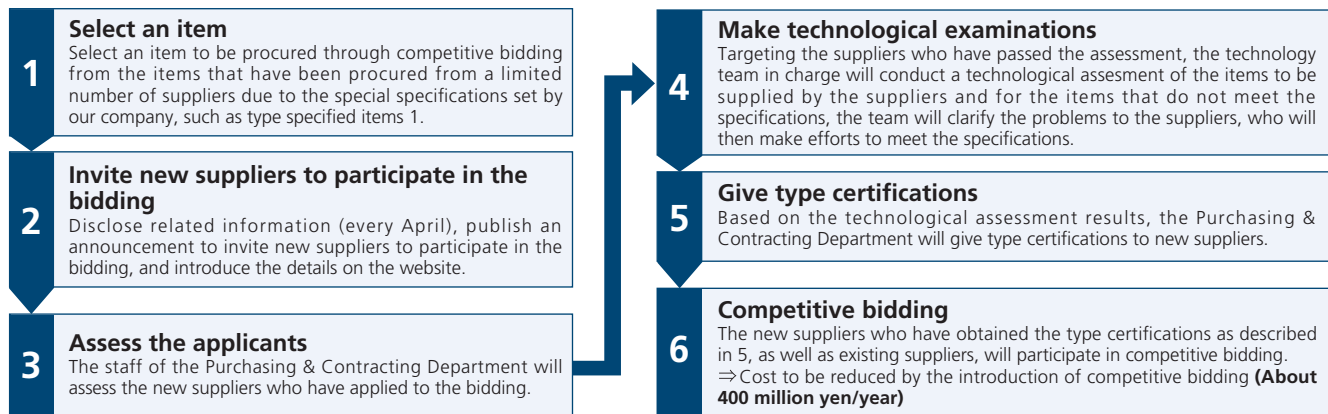 1
Select an item
Select an item to be procured through competitive bidding
from the items that have been procured from a limited
number of suppliers due to the special specifications set by
our company, such as type specified items 1.
2
Invite new suppliers to participate in the
bidding
Disclose related information (every April), publish an
announcement to invite new suppliers to participate in the
bidding, and introduce the details on the website.
3
Assess the applicants
The staff of the Purchasing & Contracting Department will
assess the new suppliers who have applied to the bidding.
4
Make technological examinations
Targeting the suppliers who have passed the assessment, the technology
team in charge will conduct a technological assesment of the items to be
supplied by the suppliers and for the items that do not meet the
specifications, the team will clarify the problems to the suppliers, who will
then make efforts to meet the specifications.
5
Give type certifications
Based on the technological assessment results, the Purchasing &
Contracting Department will give type certifications to new suppliers.
6
Competitive bidding
The new suppliers who have obtained the type certifications as described
in 5, as well as existing suppliers, will participate in competitive bidding.
⇒Cost to be reduced by the introduction of competitive bidding (About
400 million yen/year)